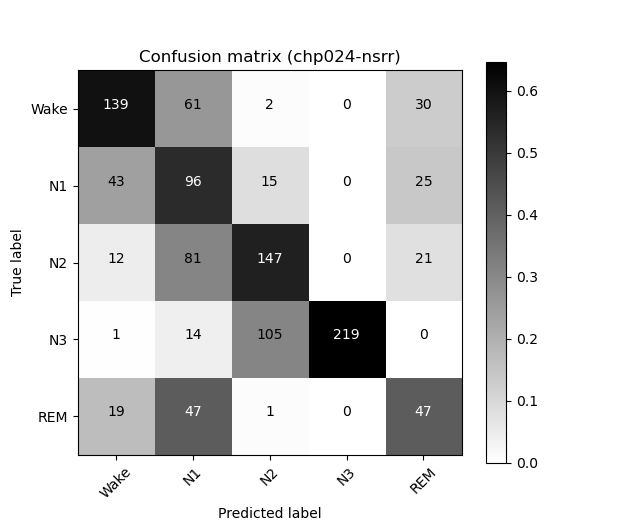 Confusion matrix (chp024-nsrr)
Wake 139 61 2 0 30
N1 43 96 15 0 25
N2 12 81 147 0 21
N3 1 14 105 219 0
REM 19 47 1 0 47
Wake N1 N2 N3 REM
Predicted label
True label
0.6
0.5
0.4
0.3
0.2
0.1
0.0